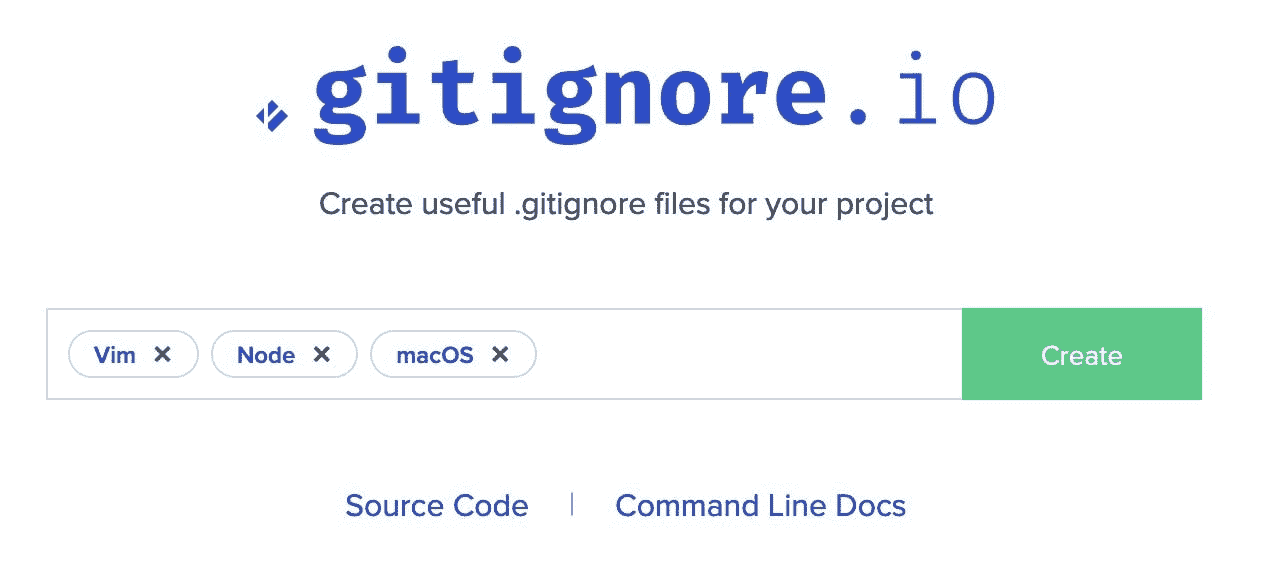 gitignore.io
Create useful .gitignore files for your project
Vim × Node × macOS × Create
Source Code | Command Line Docs